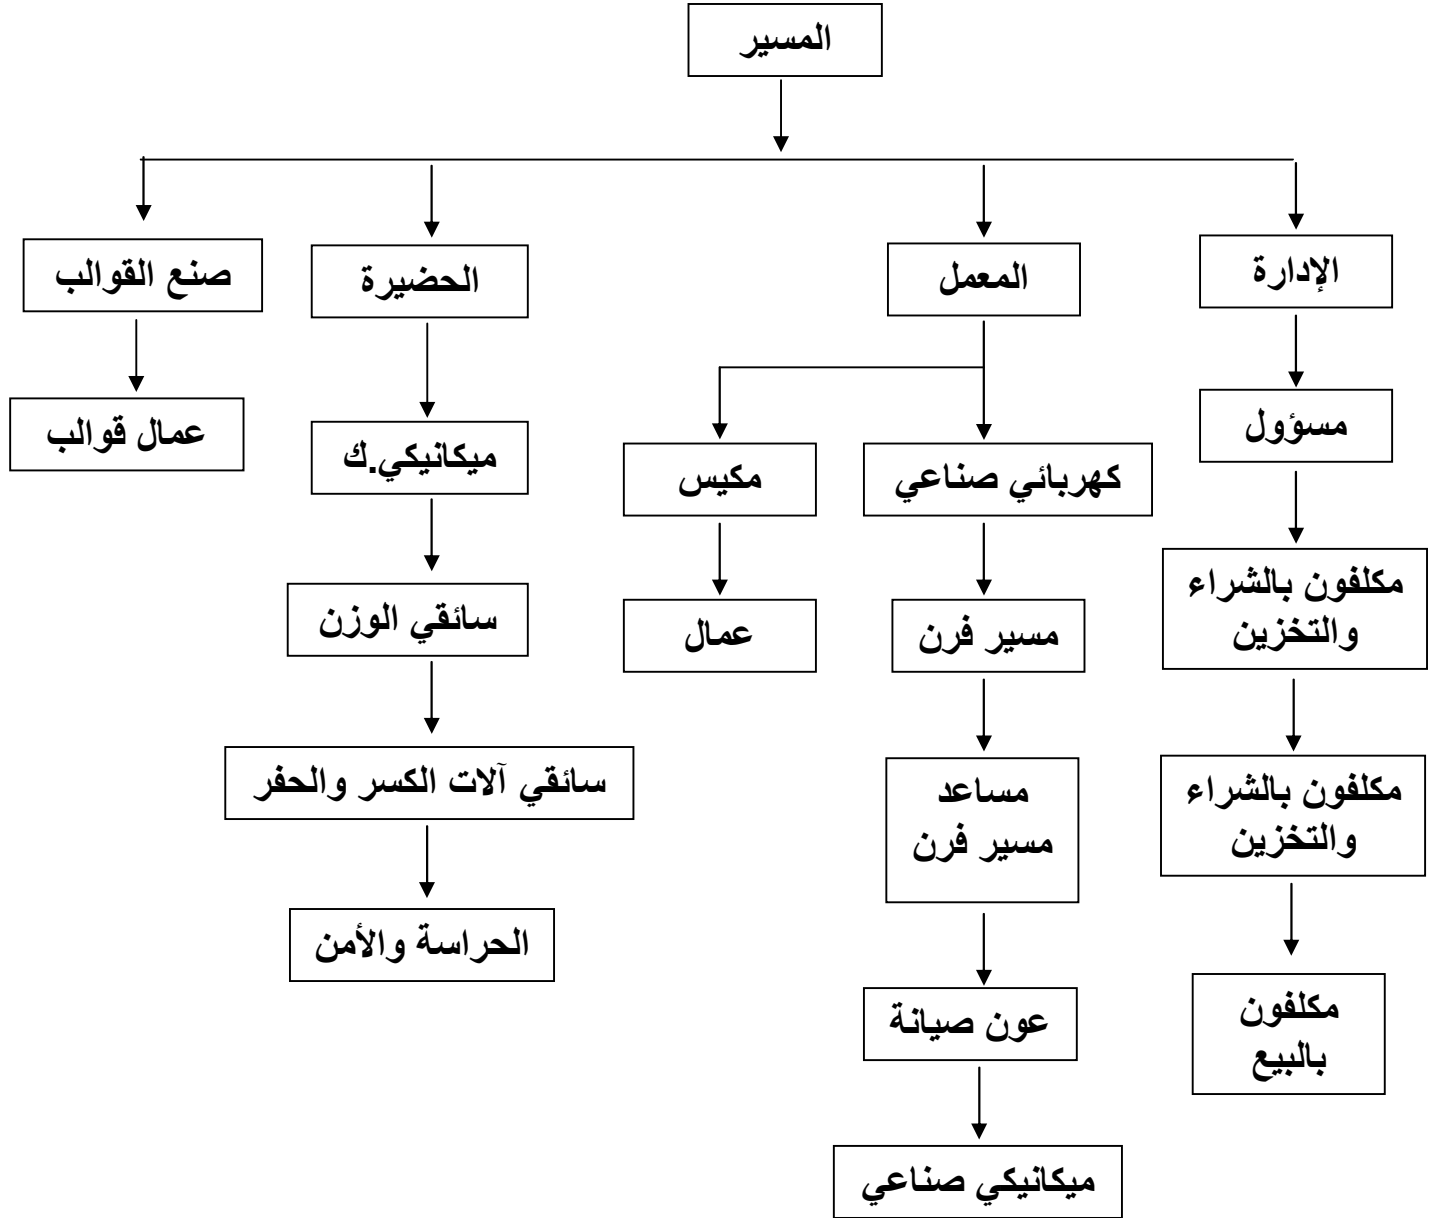 المسير
الإدارة
المعمل
الحضيرة
صنع القوالب
مسؤول
كهربائي صناعي
مكيس
ميكانيكي.ك
عمال قوالب
مكلفون بالشراء
والتخزين
مسير فرن
عمال
سائقي الوزن
مكلفون بالشراء
والتخزين
مساعد
مسير فرن
سائقي آلات الكسر والحفر
مكلفون
بالبيع
عون صيانة
الحراسة والأمن
ميكانيكي صناعي